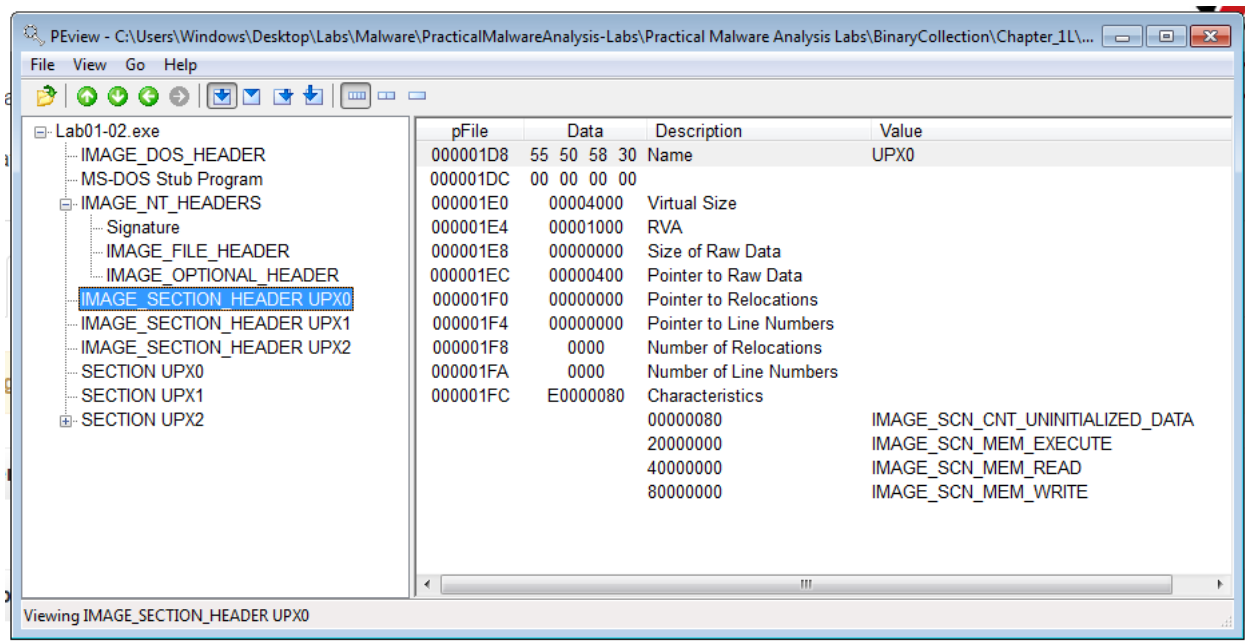 PEview - C:\Users\Windows\Desktop\Labs\Malware\PracticalMalwareAnalysis-Labs\Practical Malware Analysis Labs\BinaryCollection\Chapter_1L\...
File View Go Help
Lab01-02.exe
IMAGE_DOS_HEADER
MS-DOS Stub Program
IMAGE_NT_HEADERS
Signature
IMAGE_FILE_HEADER
IMAGE_OPTIONAL_HEADER
IMAGE_SECTION_HEADER UPX0
IMAGE_SECTION_HEADER UPX1
IMAGE_SECTION_HEADER UPX2
SECTION UPX0
SECTION UPX1
SECTION UPX2
pFile Data Description Value
000001D8 55 50 58 30 Name UPX0
000001DC 00 00 00 00
000001E0 00004000 Virtual Size
000001E4 00001000 RVA
000001E8 00000000 Size of Raw Data
000001EC 00000400 Pointer to Raw Data
000001F0 00000000 Pointer to Relocations
000001F4 00000000 Pointer to Line Numbers
000001F8 0000 Number of Relocations
000001FA 0000 Number of Line Numbers
000001FC E0000080 Characteristics
00000080 IMAGE_SCN_CNT_UNINITIALIZED_DATA
20000000 IMAGE_SCN_MEM_EXECUTE
40000000 IMAGE_SCN_MEM_READ
80000000 IMAGE_SCN_MEM_WRITE
Viewing IMAGE_SECTION_HEADER UPX0